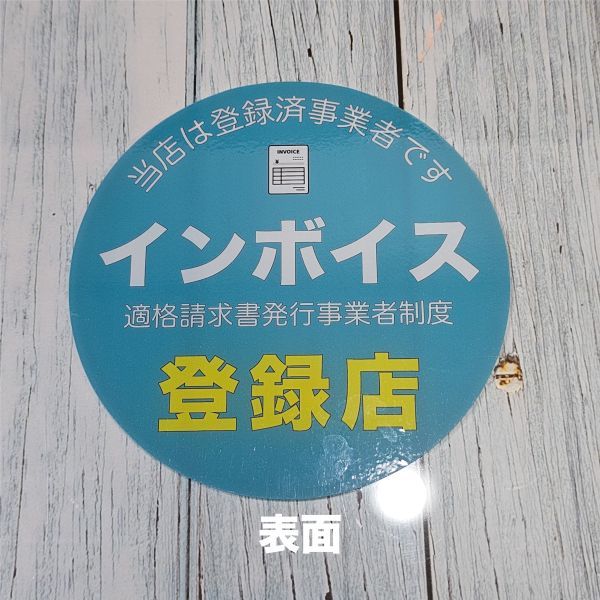 当店は登録済事業者です
INVOICE
インボイス
適格請求書発行事業者制度
登録店
表面